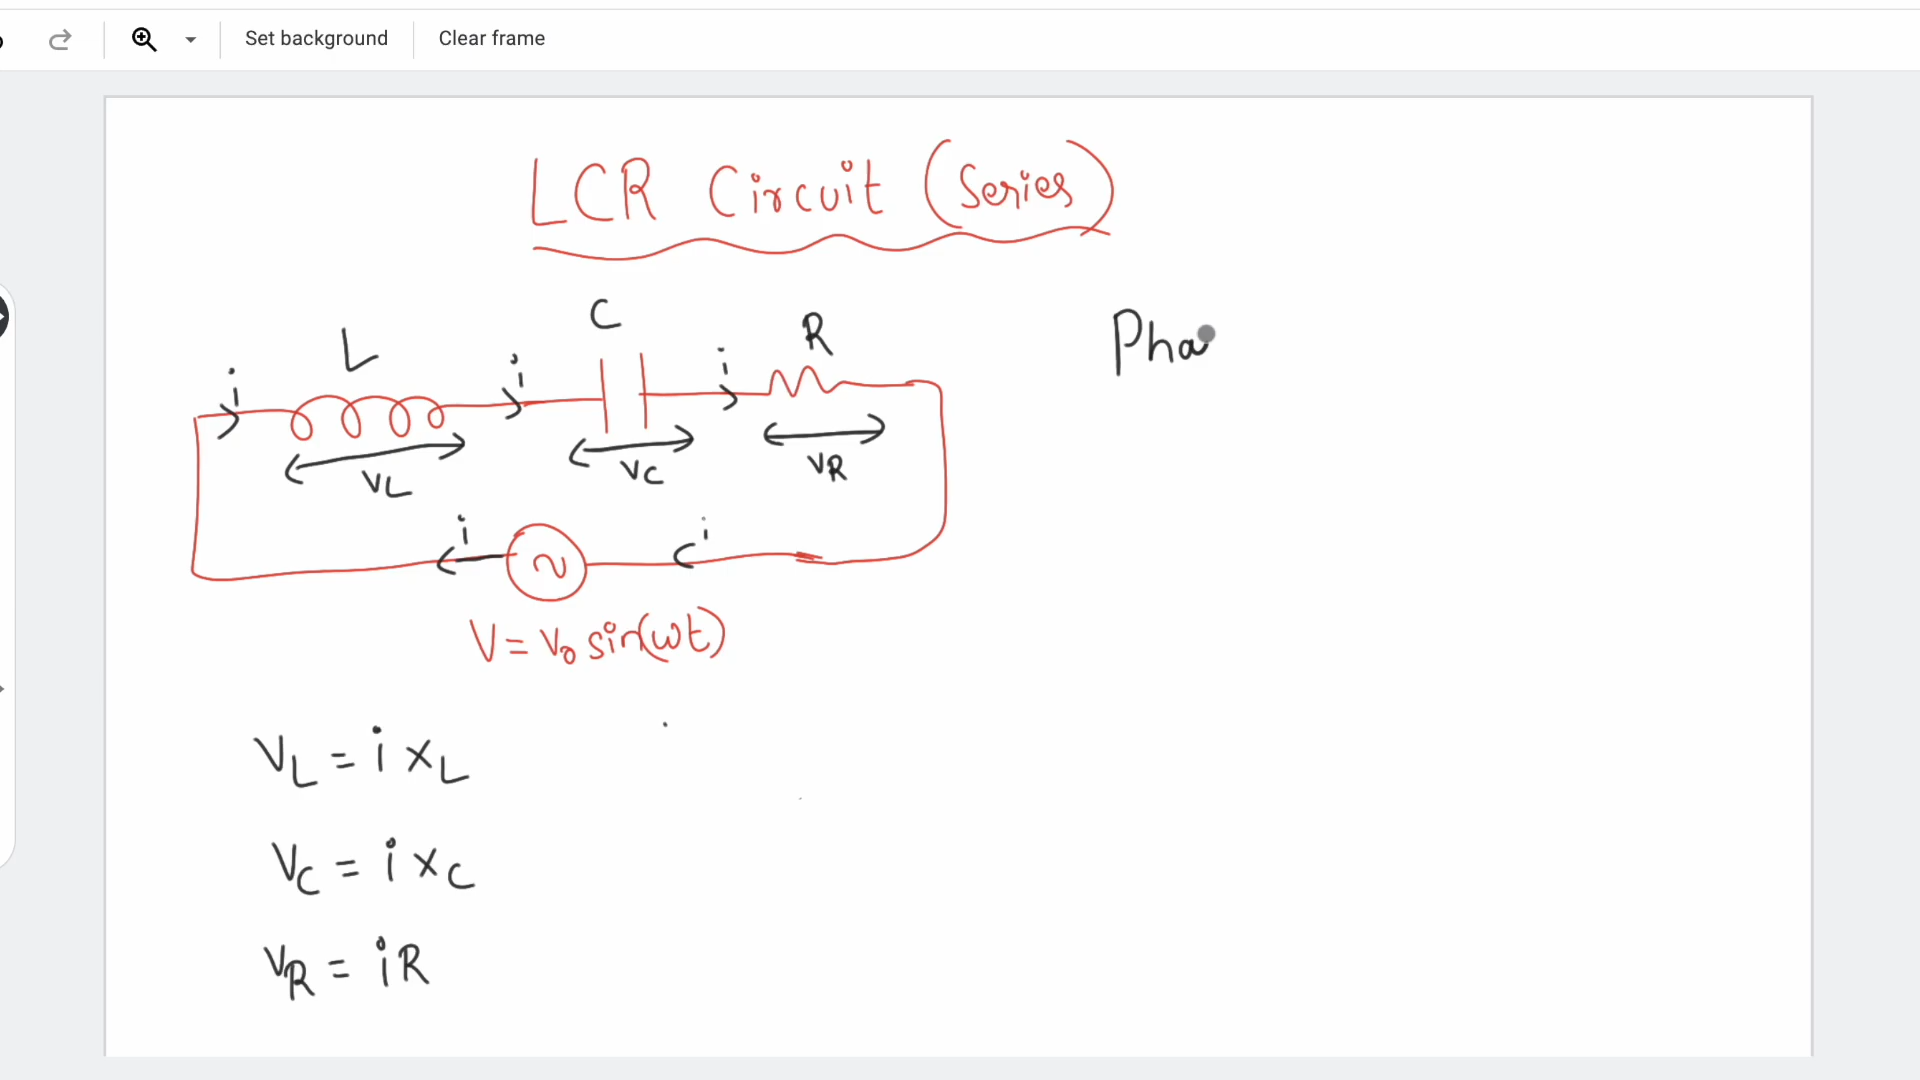 Set background
Clear frame
LCR Circuit (Series)
L
C
R
Pha
i
i
i
VL
VC
VR
i
i
V = V₀ sin(ωt)
VL = i XL
VC = i XC
VR = iR